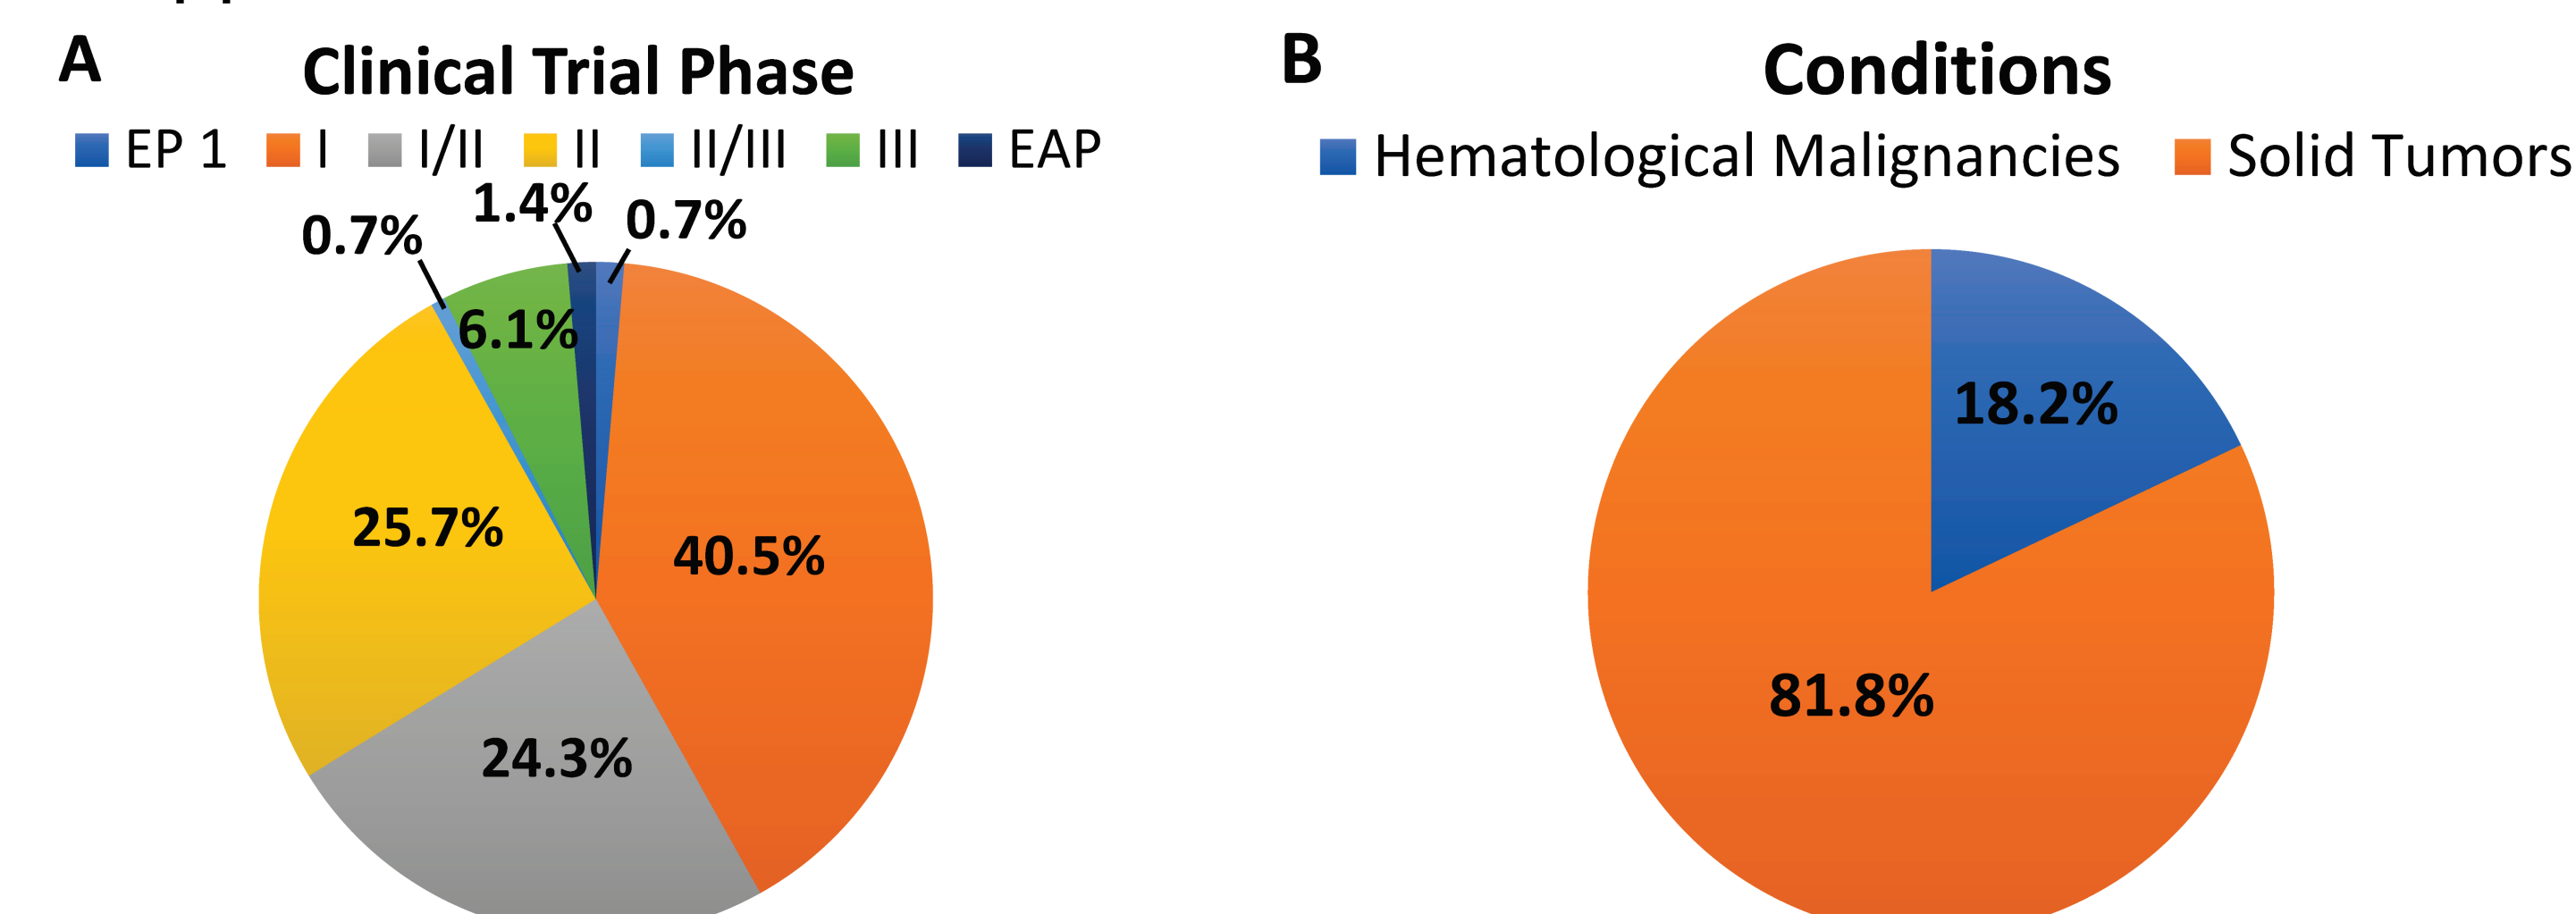 A
Clinical Trial Phase
EP 1 I I/II II II/III III EAP
0.7%
1.4%
0.7%
6.1%
25.7%
40.5%
24.3%
B
Conditions
Hematological Malignancies Solid Tumors
18.2%
81.8%